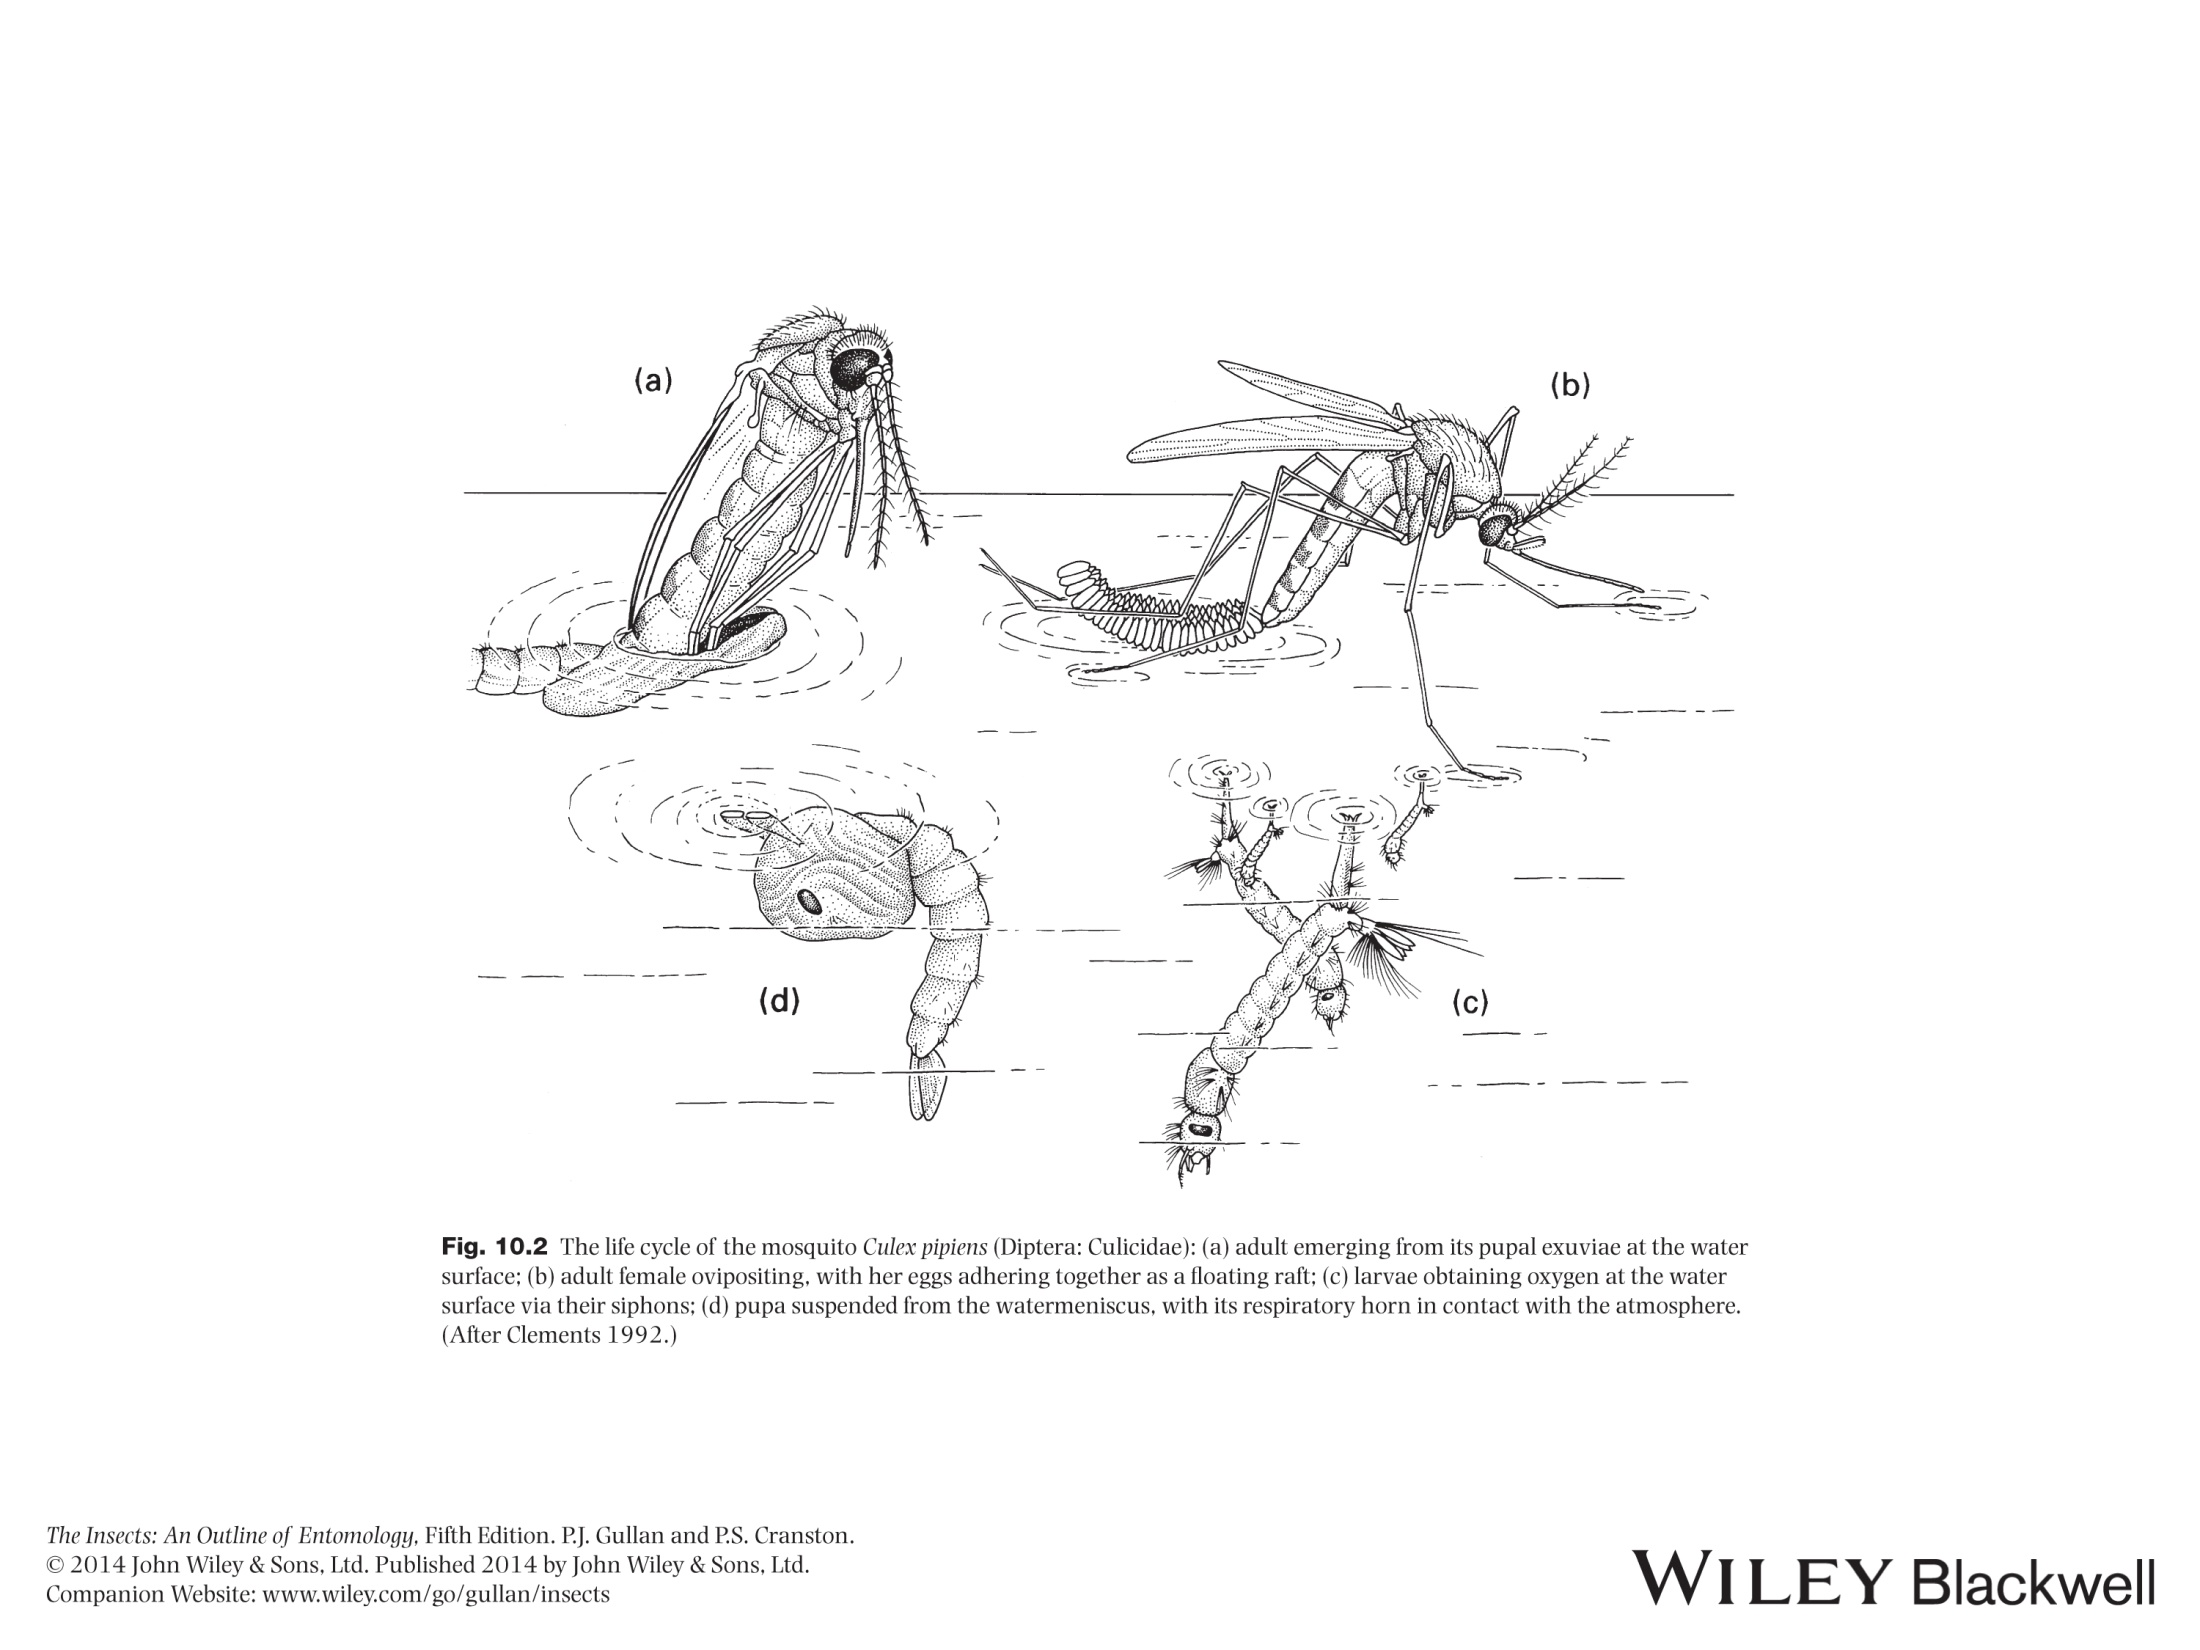 (a)
(b)
(d)
(c)
Fig. 10.2 The life cycle of the mosquito Culex pipiens (Diptera: Culicidae): (a) adult emerging from its pupal exuviae at the water
surface; (b) adult female ovipositing, with her eggs adhering together as a floating raft; (c) larvae obtaining oxygen at the water
surface via their siphons; (d) pupa suspended from the watermeniscus, with its respiratory horn in contact with the atmosphere.
(After Clements 1992.)
The Insects: An Outline of Entomology, Fifth Edition. P.J. Gullan and P.S. Cranston.
© 2014 John Wiley & Sons, Ltd. Published 2014 by John Wiley & Sons, Ltd.
Companion Website: www.wiley.com/go/gullan/insects
WILEY Blackwell